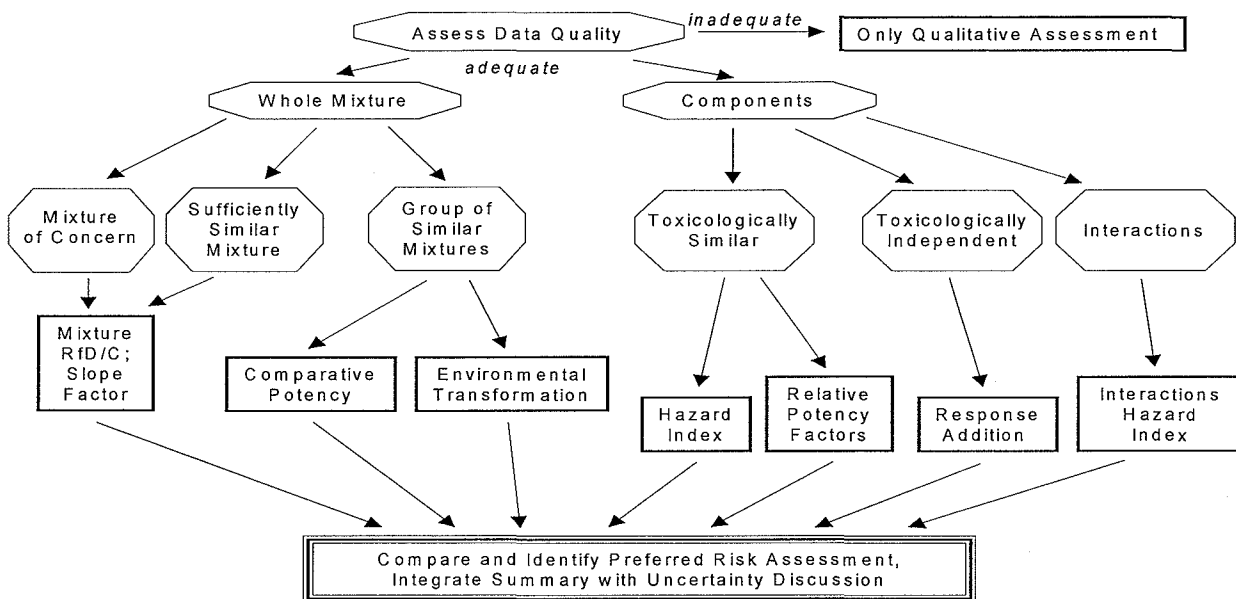 Assess Data Quality
inadequate
Only Qualitative Assessment
adequate
Whole Mixture
Components
Mixture
of Concern
Sufficiently
Similar
Mixture
Group of
Similar
Mixtures
Toxicologically
Similar
Toxicologically
Independent
Interactions
Mixture
RfD/C;
Slope
Factor
Comparative
Potency
Environmental
Transformation
Hazard
Index
Relative
Potency
Factors
Response
Addition
Interactions
Hazard
Index
Compare and Identify Preferred Risk Assessment,
Integrate Summary with Uncertainty Discussion